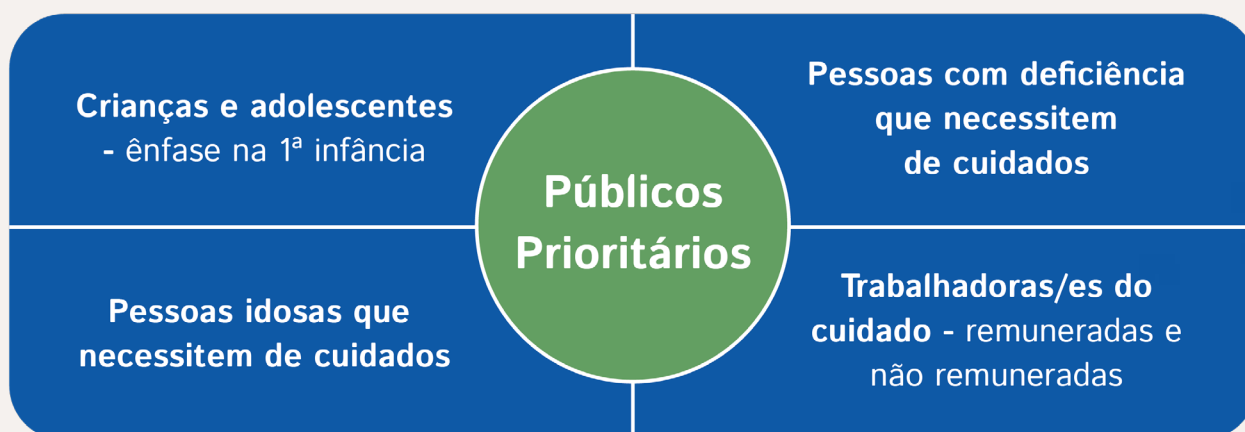 Crianças e adolescentes
- ênfase na 1ª infância
Pessoas com deficiência
que necessitem
de cuidados
Públicos
Prioritários
Pessoas idosas que
necessitem de cuidados
Trabalhadoras/es do
cuidado - remuneradas e
não remuneradas